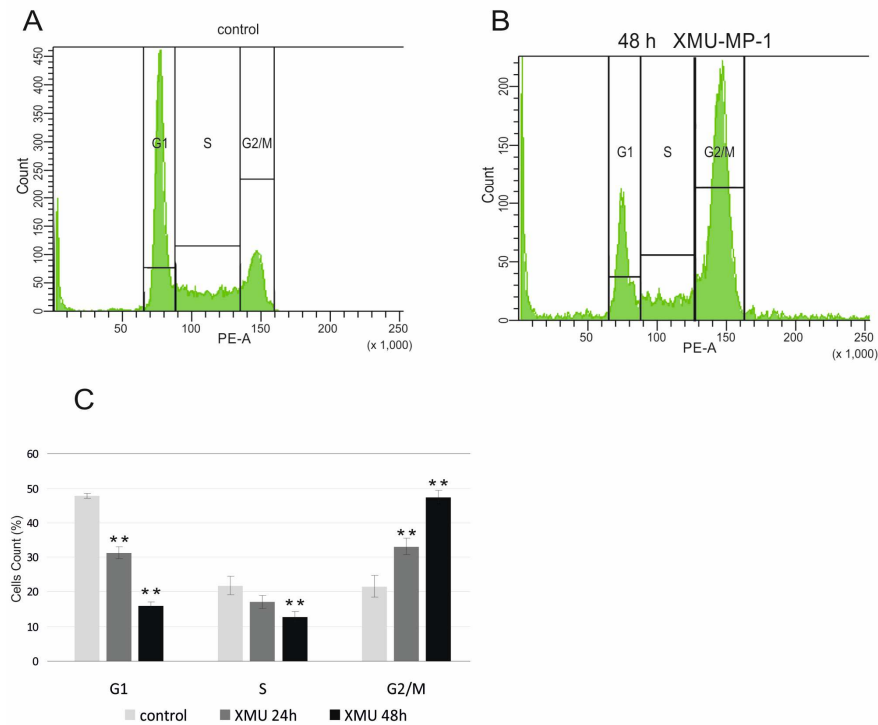 A
control
Count
450
400
350
300
250
200
150
100
50
0
G1
S
G2/M
50
100
150
200
250
PE-A
(x 1,000)
B
48 h XMU-MP-1
Count
200
150
100
50
0
G1
S
G2/M
50
100
150
200
250
PE-A
(x 1,000)
C
Cells Count (%)
60
50
40
30
20
10
0
**
**
**
**
**
G1
S
G2/M
control
XMU 24h
XMU 48h